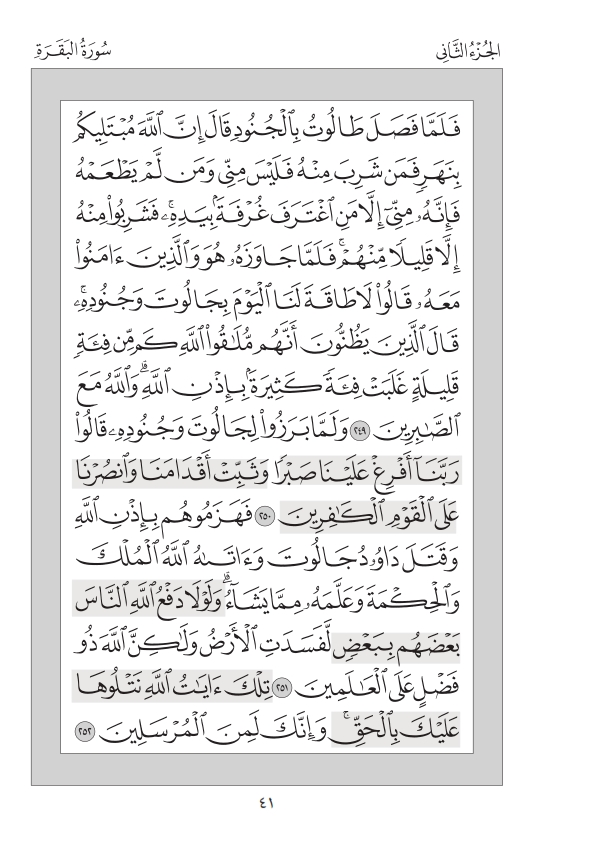 الجُزْءُ الثَّانِي
سُورَةُ البَقَرَةِ
فَلَمَّا فَصَلَ طَالُوتُ بِٱلْجُنُودِ قَالَ إِنَّ ٱللَّهَ مُبْتَلِيكُم
بِنَهَرٍ فَمَن شَرِبَ مِنْهُ فَلَيْسَ مِنِّي وَمَن لَّمْ يَطْعَمْهُ
فَإِنَّهُۥ مِنِّيٓ إِلَّا مَنِ ٱغْتَرَفَ غُرْفَةَۢ بِيَدِهِۦۚ فَشَرِبُوا۟ مِنْهُ
إِلَّا قَلِيلًا مِّنْهُمْۚ فَلَمَّا جَاوَزَهُۥ هُوَ وَٱلَّذِينَ ءَامَنُوا۟
مَعَهُۥ قَالُوا۟ لَا طَاقَةَ لَنَا ٱلْيَوْمَ بِجَالُوتَ وَجُنُودِهِۦۚ
قَالَ ٱلَّذِينَ يَظُنُّونَ أَنَّهُم مُّلَٰقُوا۟ ٱللَّهِ كَم مِّن فِئَةٍ
قَلِيلَةٍ غَلَبَتْ فِئَةً كَثِيرَةَۢ بِإِذْنِ ٱللَّهِۗ وَٱللَّهُ مَعَ
ٱلصَّٰبِرِينَ ٢٤٩ وَلَمَّا بَرَزُوا۟ لِجَالُوتَ وَجُنُودِهِۦ قَالُوا۟
رَبَّنَآ أَفْرِغْ عَلَيْنَا صَبْرًا وَثَبِّتْ أَقْدَامَنَا وَٱنصُرْنَا
عَلَى ٱلْقَوْمِ ٱلْكَٰفِرِينَ ٢٥٠ فَهَزَمُوهُم بِإِذْنِ ٱللَّهِ
وَقَتَلَ دَاوُۥدُ جَالُوتَ وَءَاتَىٰهُ ٱللَّهُ ٱلْمُلْكَ
وَٱلْحِكْمَةَ وَعَلَّمَهُۥ مِمَّا يَشَآءُۗ وَلَوْلَا دَفْعُ ٱللَّهِ ٱلنَّاسَ
بَعْضَهُم بِبَعْضٍ لَّفَسَدَتِ ٱلْأَرْضُ وَلَٰكِنَّ ٱللَّهَ ذُو
فَضْلٍ عَلَى ٱلْعَٰلَمِينَ ٢٥١ تِلْكَ ءَايَٰتُ ٱللَّهِ نَتْلُوهَا
عَلَيْكَ بِٱلْحَقِّۚ وَإِنَّكَ لَمِنَ ٱلْمُرْسَلِينَ ٢٥٢
٤١